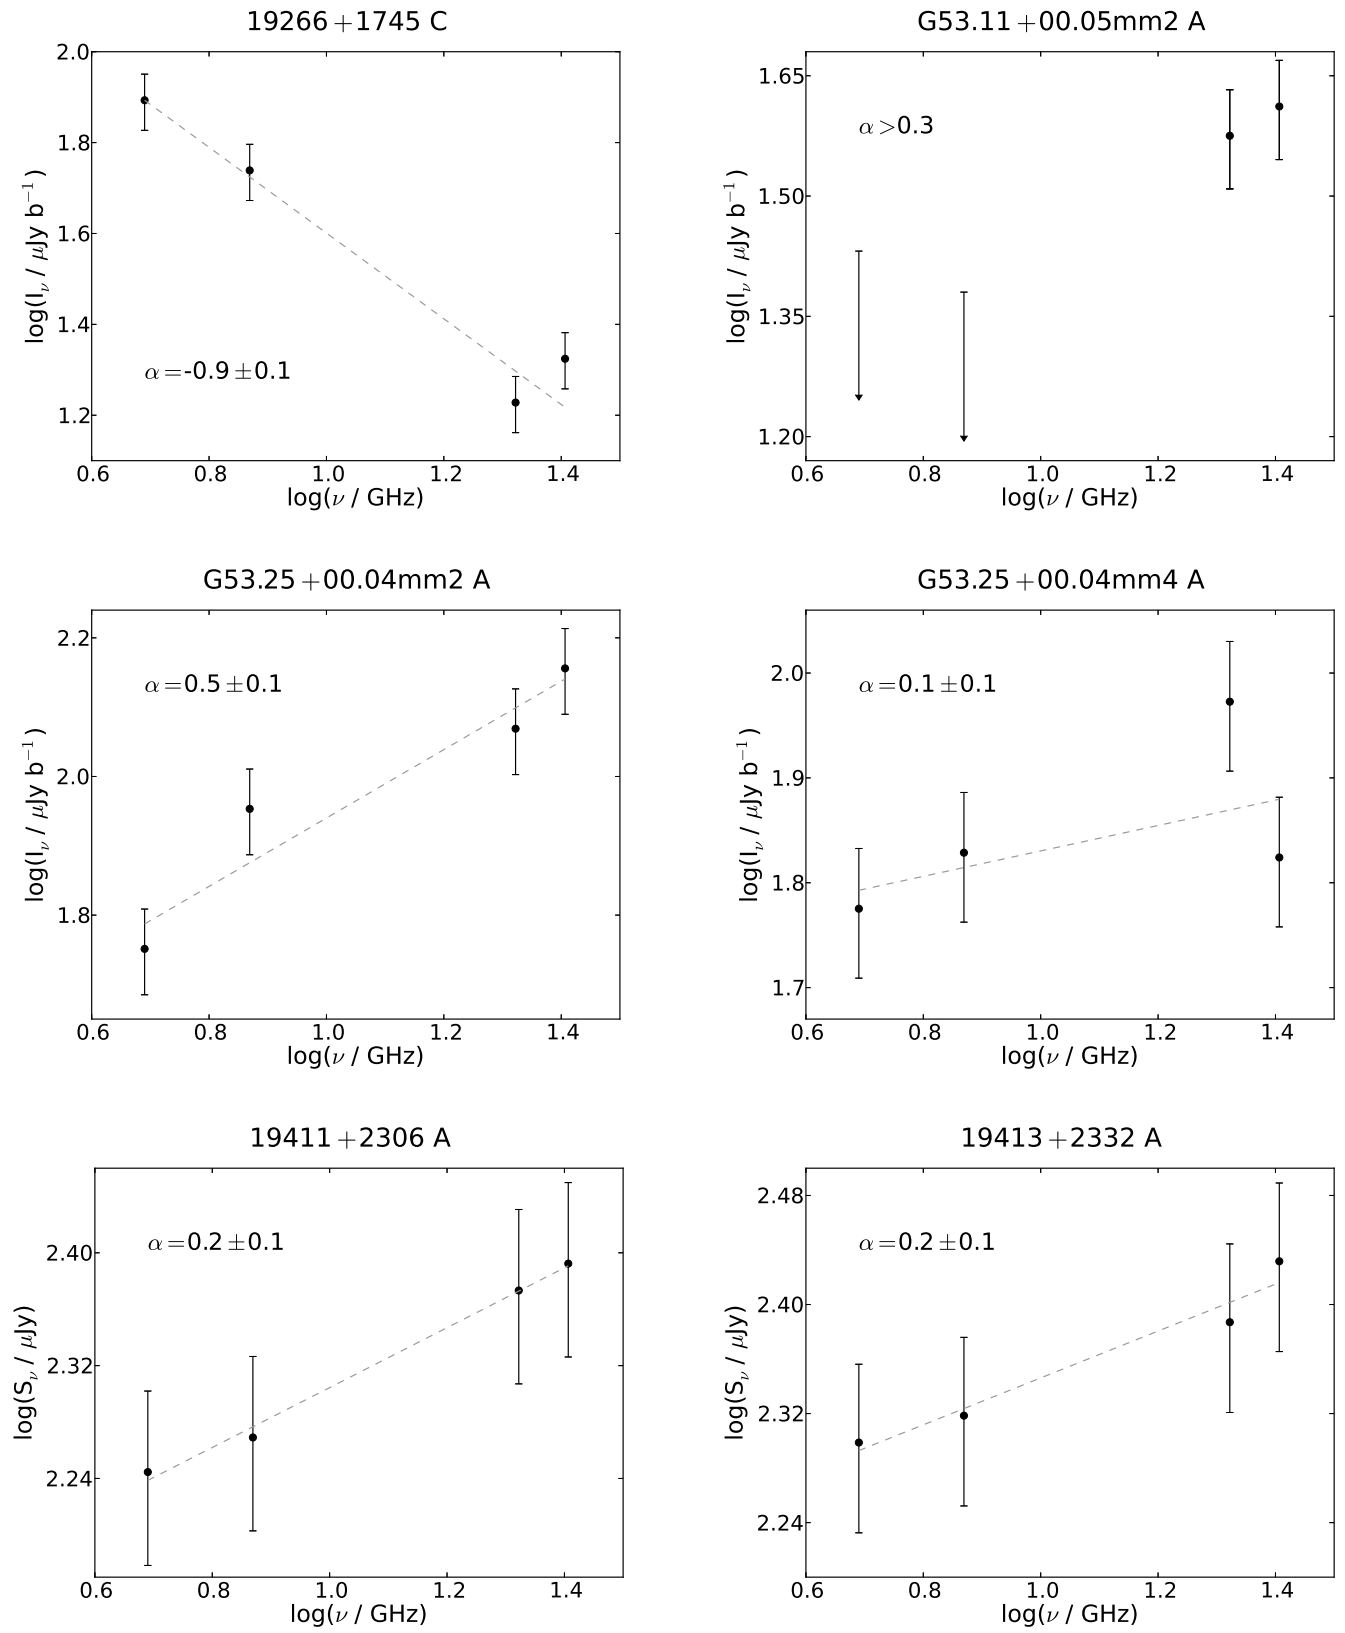 19266+1745 C
2.0
1.8
1.6
1.4
1.2
log(Iν / μJy b⁻¹)
α=-0.9±0.1
0.6 0.8 1.0 1.2 1.4
log(ν / GHz)
G53.11+00.05mm2 A
1.65
1.50
1.35
1.20
log(Iν / μJy b⁻¹)
α>0.3
0.6 0.8 1.0 1.2 1.4
log(ν / GHz)
G53.25+00.04mm2 A
2.2
2.0
1.8
log(Iν / μJy b⁻¹)
α=0.5±0.1
0.6 0.8 1.0 1.2 1.4
log(ν / GHz)
G53.25+00.04mm4 A
2.0
1.9
1.8
1.7
log(Iν / μJy b⁻¹)
α=0.1±0.1
0.6 0.8 1.0 1.2 1.4
log(ν / GHz)
19411+2306 A
2.40
2.32
2.24
log(Sν / μJy)
α=0.2±0.1
0.6 0.8 1.0 1.2 1.4
log(ν / GHz)
19413+2332 A
2.48
2.40
2.32
2.24
log(Sν / μJy)
α=0.2±0.1
0.6 0.8 1.0 1.2 1.4
log(ν / GHz)